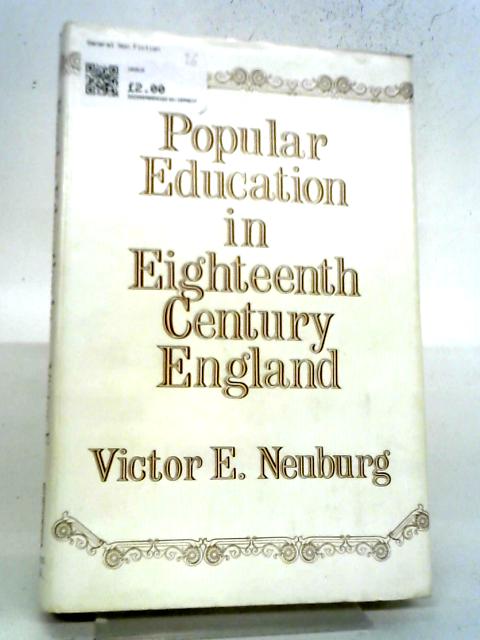 General Non Fiction
£2.00
Popular
Education
in
Eighteenth
Century
England
Victor E. Neuburg